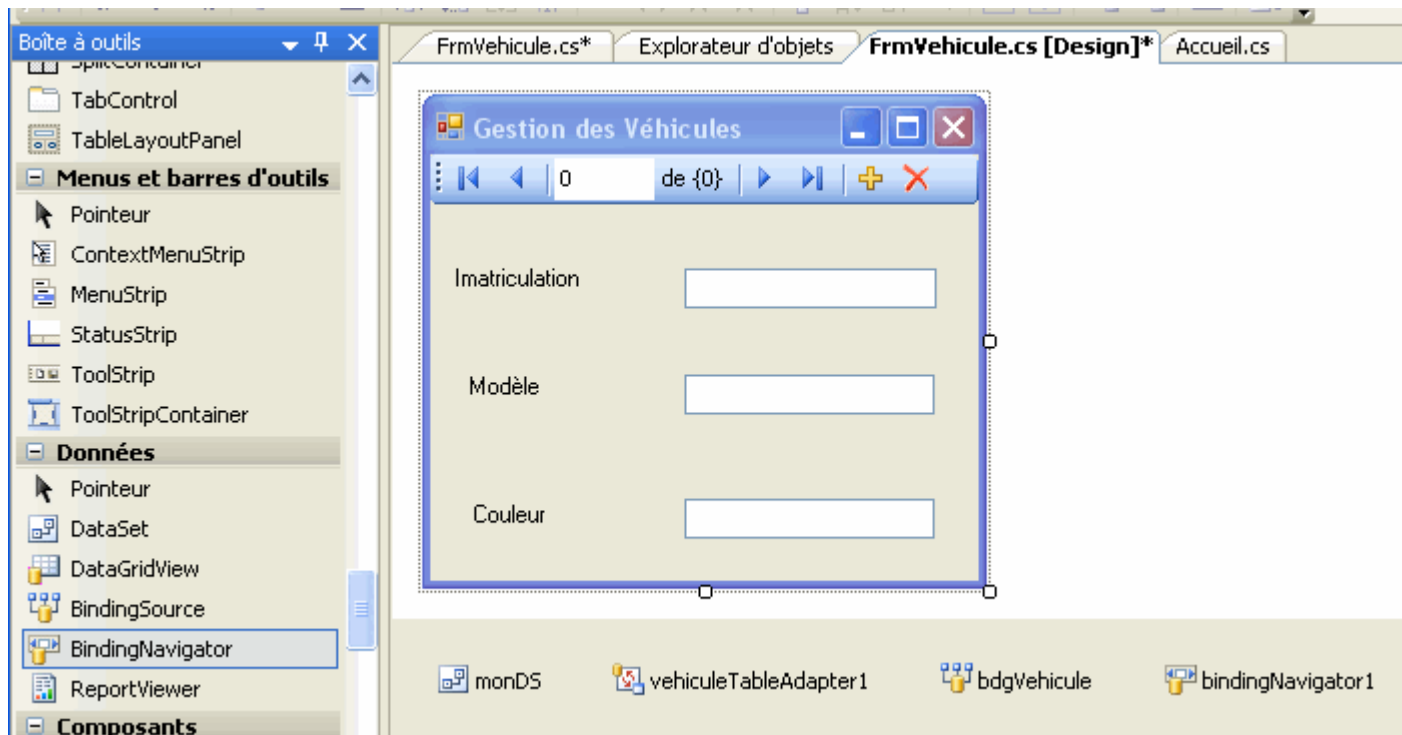 Boîte à outils
SplitContainer
TabControl
TableLayoutPanel
Menus et barres d'outils
Pointeur
ContextMenuStrip
MenuStrip
StatusStrip
ToolStrip
ToolStripContainer
Données
Pointeur
DataSet
DataGridView
BindingSource
BindingNavigator
ReportViewer
Composants
FrmVehicule.cs* Explorateur d'objets FrmVehicule.cs [Design]* Accueil.cs
Gestion des Véhicules
0 de {0}
Imatriculation
Modèle
Couleur
monDS vehiculeTableAdapter1 bdgVehicule bindingNavigator1